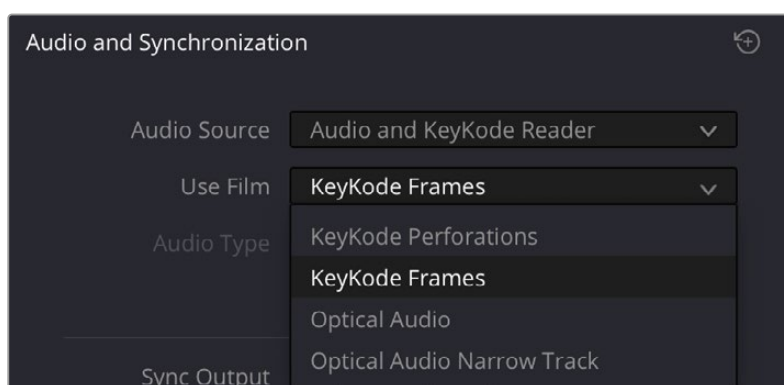 Audio and Synchronization
Audio Source Audio and KeyKode Reader
Use Film KeyKode Frames
Audio Type KeyKode Perforations
KeyKode Frames
Optical Audio
Optical Audio Narrow Track
Sync Output